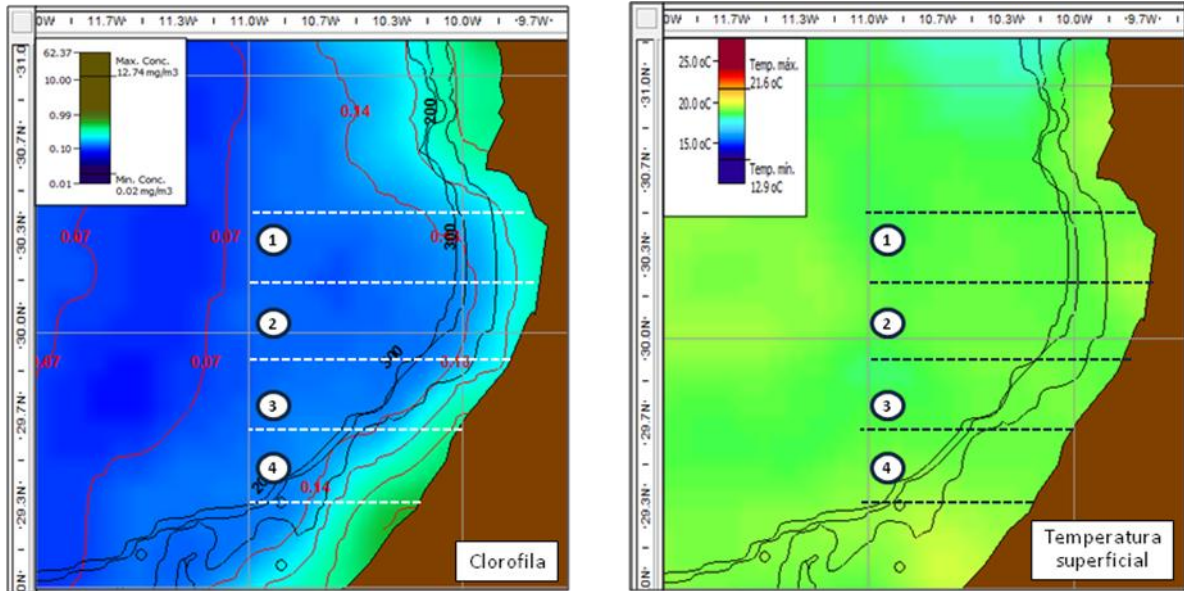 0W 11.7W 11.3W 11.0W 10.7W 10.3W 10.0W 9.7W
62.37
10.00
0.99
0.10
0.01
Max. Conc.
12.74 mg/m3
Min. Conc.
0.02 mg/m3
31.0
30.7N
30.3N
30.0N
29.7N
29.3N
0N
0.14
200
0.07
0.07
300
0.07
0.07
300
0.14
1
2
3
4
Clorofila
0W 11.7W 11.3W 11.0W 10.7W 10.3W 10.0W 9.7W
25.0 oC
20.0 oC
15.0 oC
Temp. máx.
21.6 oC
Temp. mín.
12.9 oC
31.0N
30.7N
30.3N
30.0N
29.7N
29.3N
0N
1
2
3
4
Temperatura
superficial